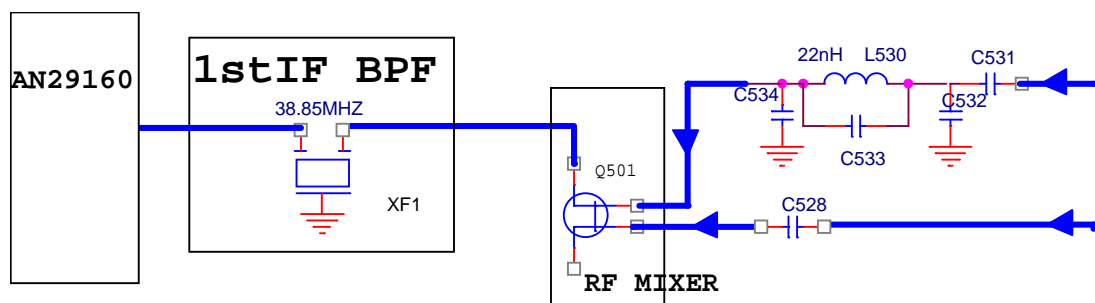 AN29160
1stIF BPF
38.85MHZ
XF1
Q501
RF MIXER
22nH
L530
C531
C534
C532
C533
C528